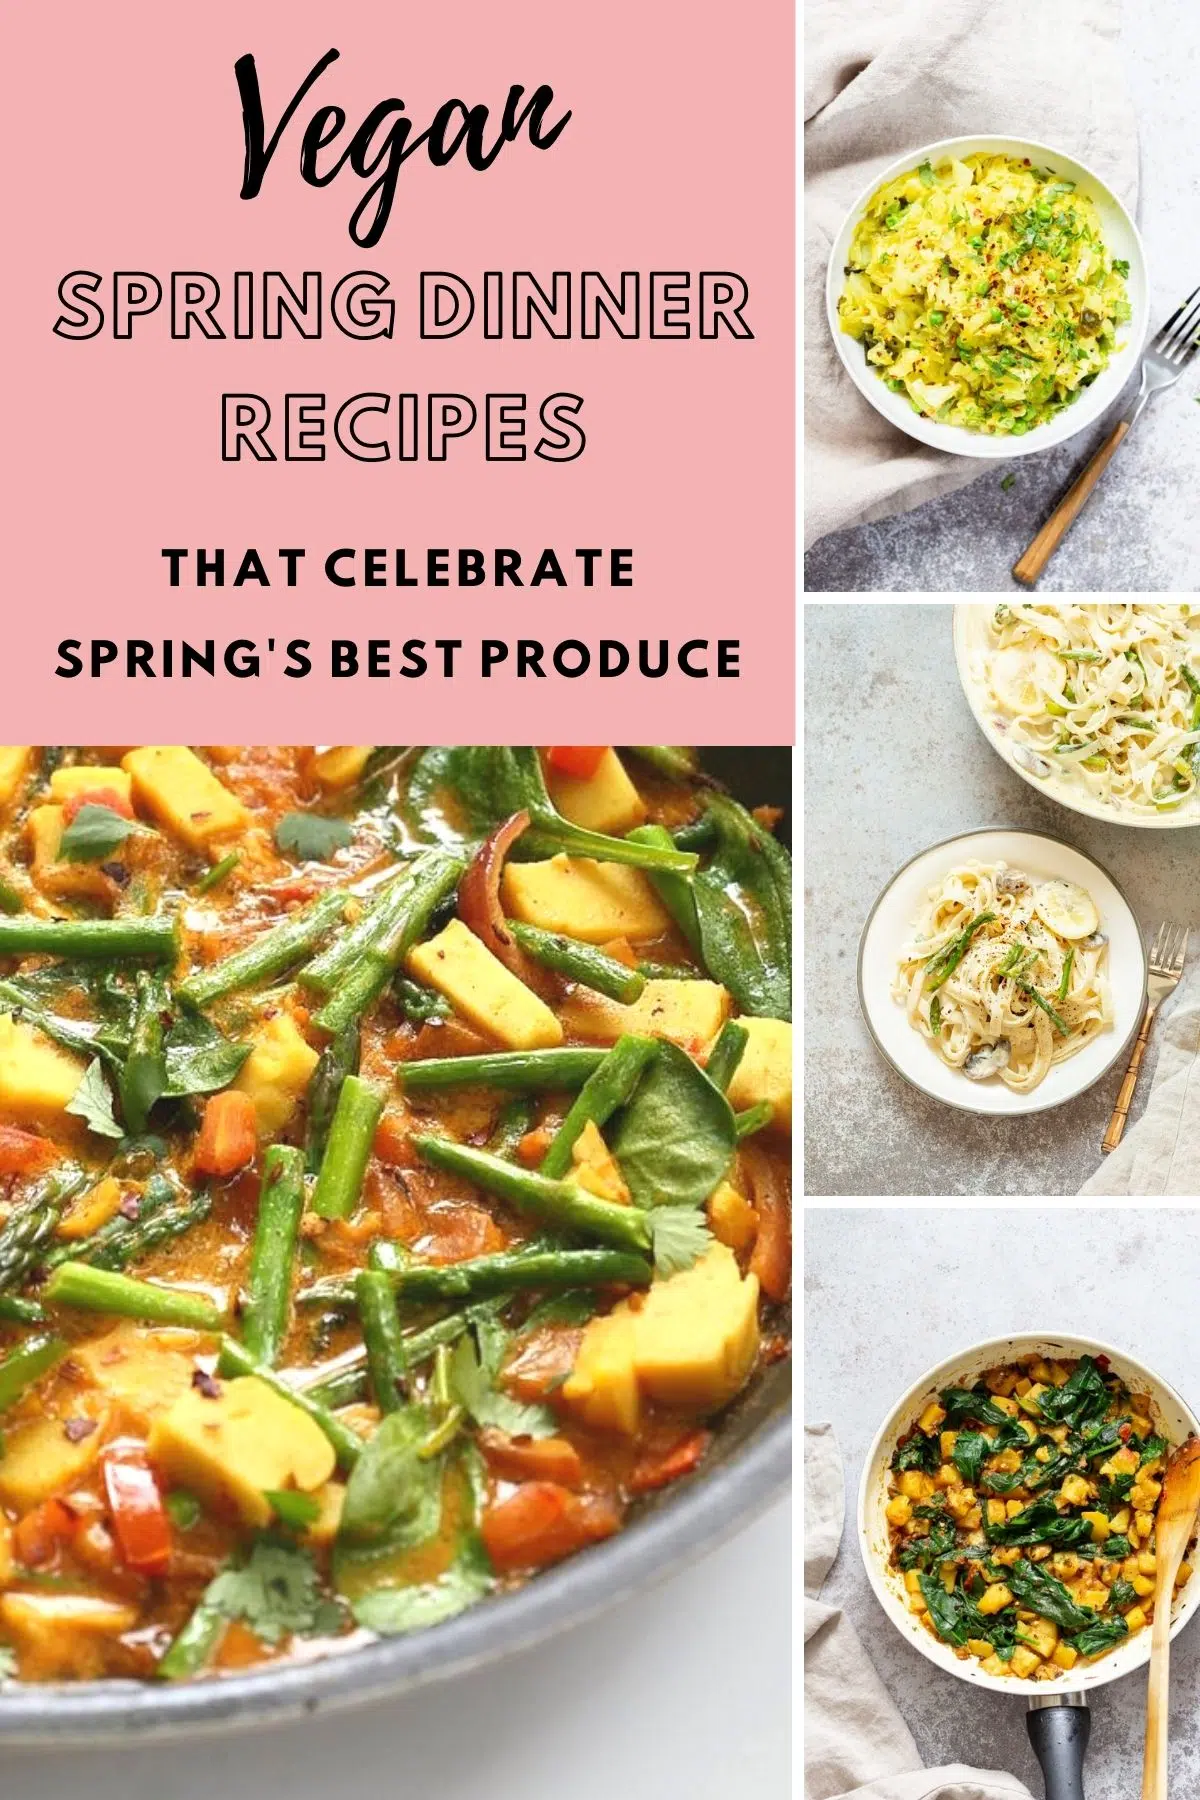 Vegan
SPRING DINNER
RECIPES
THAT CELEBRATE
SPRING'S BEST PRODUCE